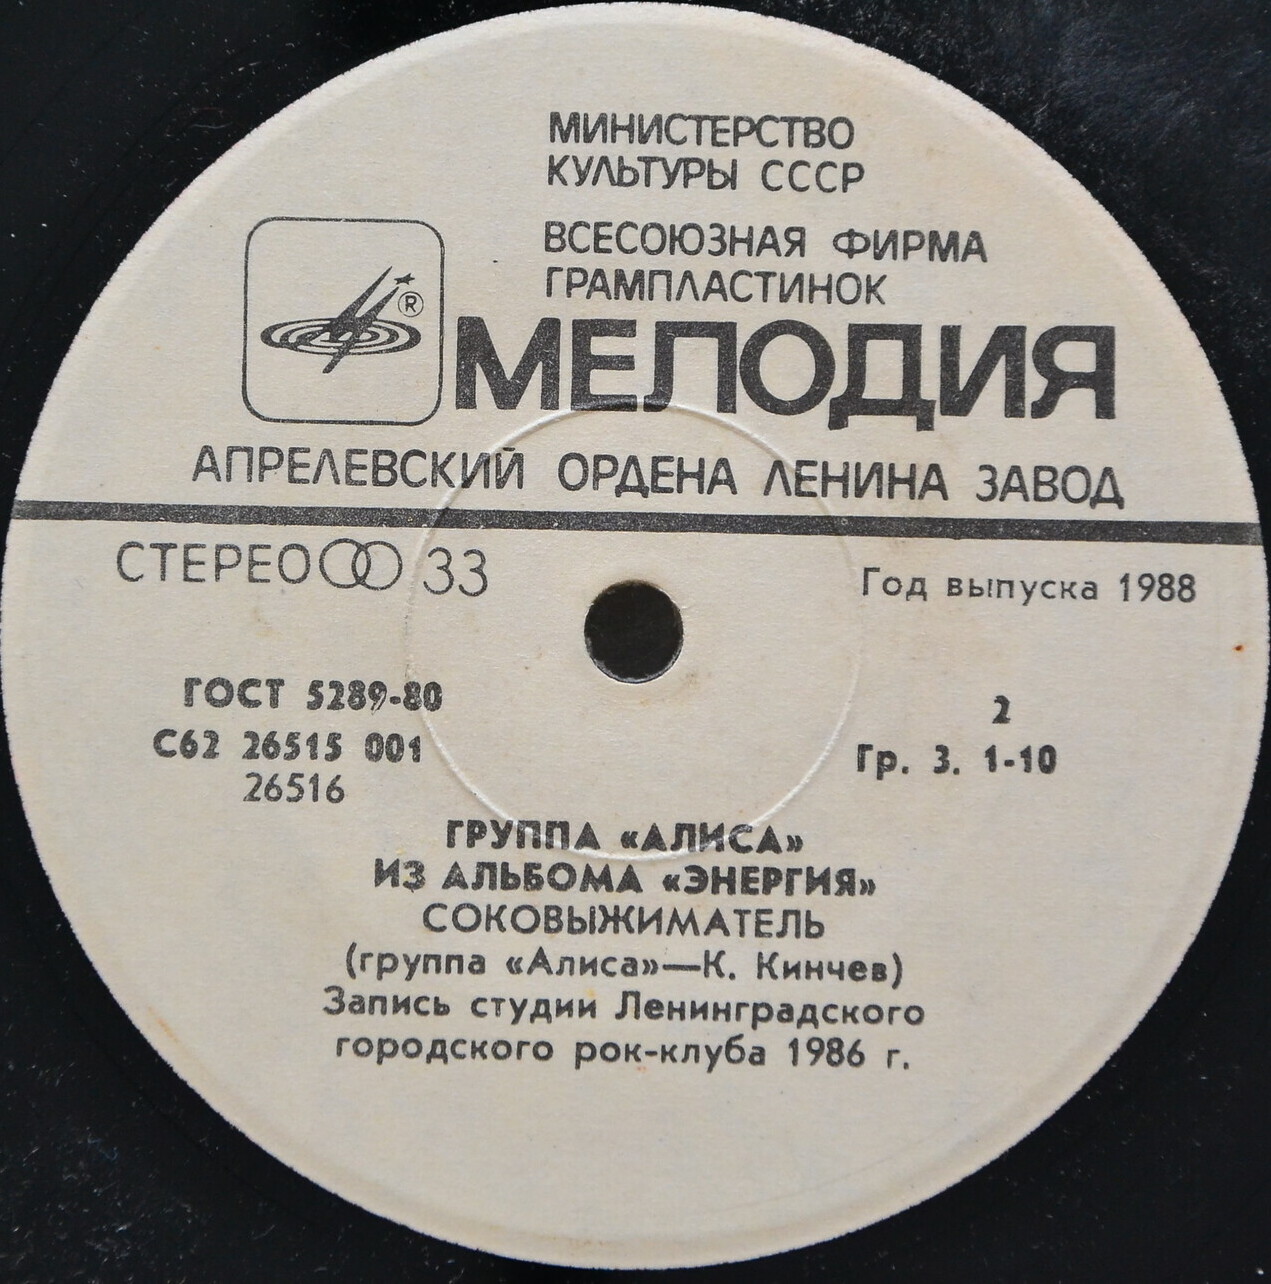 МИНИСТЕРСТВО
КУЛЬТУРЫ СССР
ВСЕСОЮЗНАЯ ФИРМА
ГРАМПЛАСТИНОК
®
МЕЛОДИЯ
АПРЕЛЕВСКИЙ ОРДЕНА ЛЕНИНА ЗАВОД
СТЕРЕО 33
Год выпуска 1988
ГОСТ 5289-80
С62 26515 001
26516
2
Гр. 3. 1-10
ГРУППА «АЛИСА»
ИЗ АЛЬБОМА «ЭНЕРГИЯ»
СОКОВЫЖИМАТЕЛЬ
(группа «Алиса»—К. Кинчев)
Запись студии Ленинградского
городского рок-клуба 1986 г.